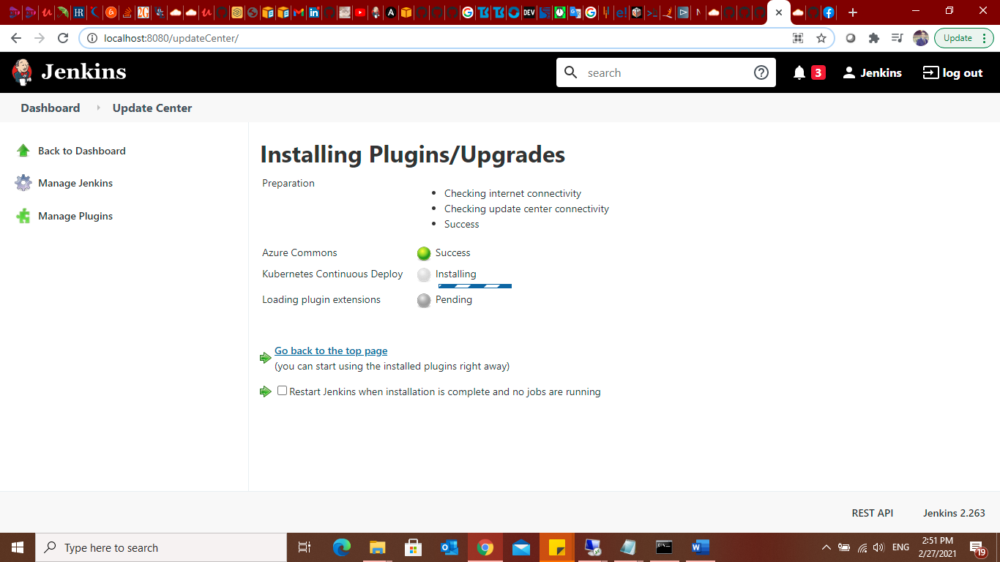 localhost:8080/updateCenter/
Update
Jenkins
search
3
Jenkins
log out
Dashboard
Update Center
Back to Dashboard
Manage Jenkins
Manage Plugins
Installing Plugins/Upgrades
Preparation
Checking internet connectivity
Checking update center connectivity
Success
Azure Commons
Success
Kubernetes Continuous Deploy
Installing
Loading plugin extensions
Pending
Go back to the top page
(you can start using the installed plugins right away)
Restart Jenkins when installation is complete and no jobs are running
REST API
Jenkins 2.263
Type here to search
ENG
2:51 PM
2/27/2021
19